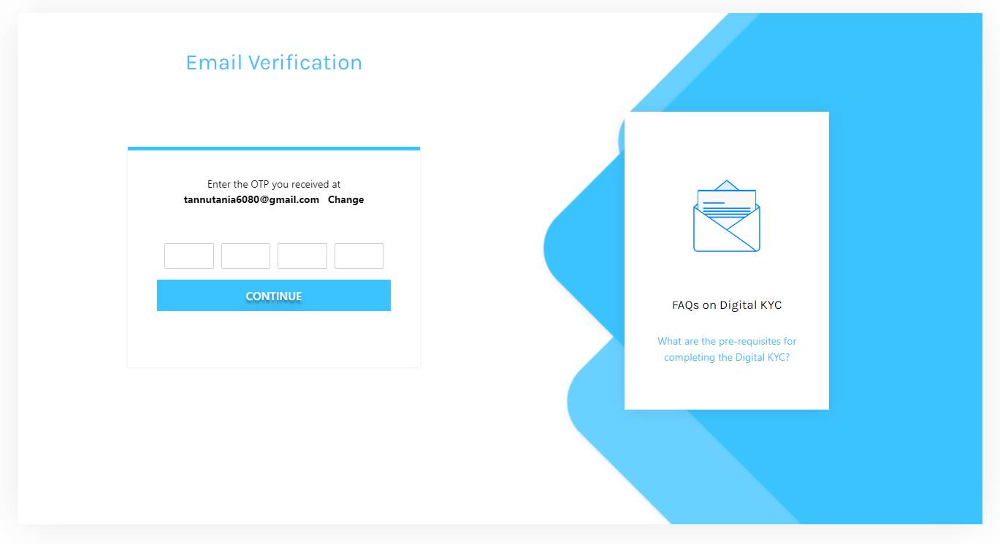 Email Verification
Enter the OTP you received at
tannutania6080@gmail.com Change
CONTINUE
FAQs on Digital KYC
What are the pre-requisites for
completing the Digital KYC?